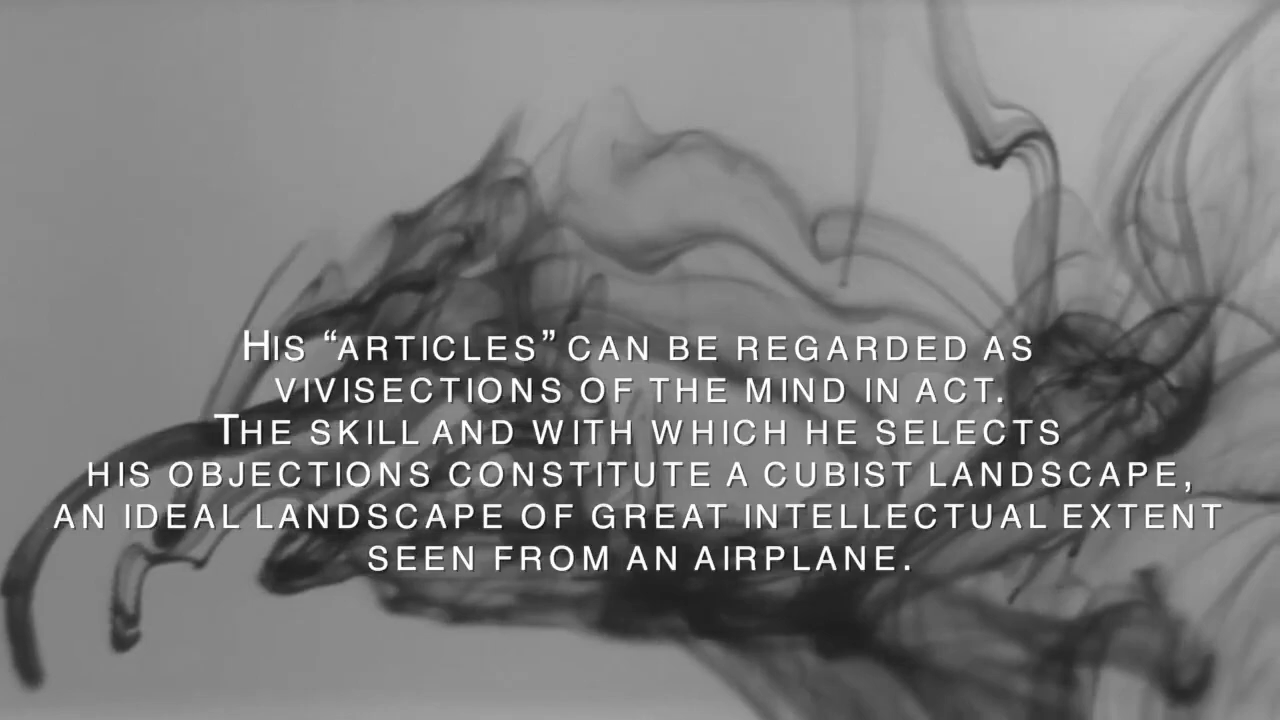 His “articles” can be regarded as
vivisections of the mind in act.
The skill and with which he selects
his objections constitute a cubist landscape,
an ideal landscape of great intellectual extent
seen from an airplane.